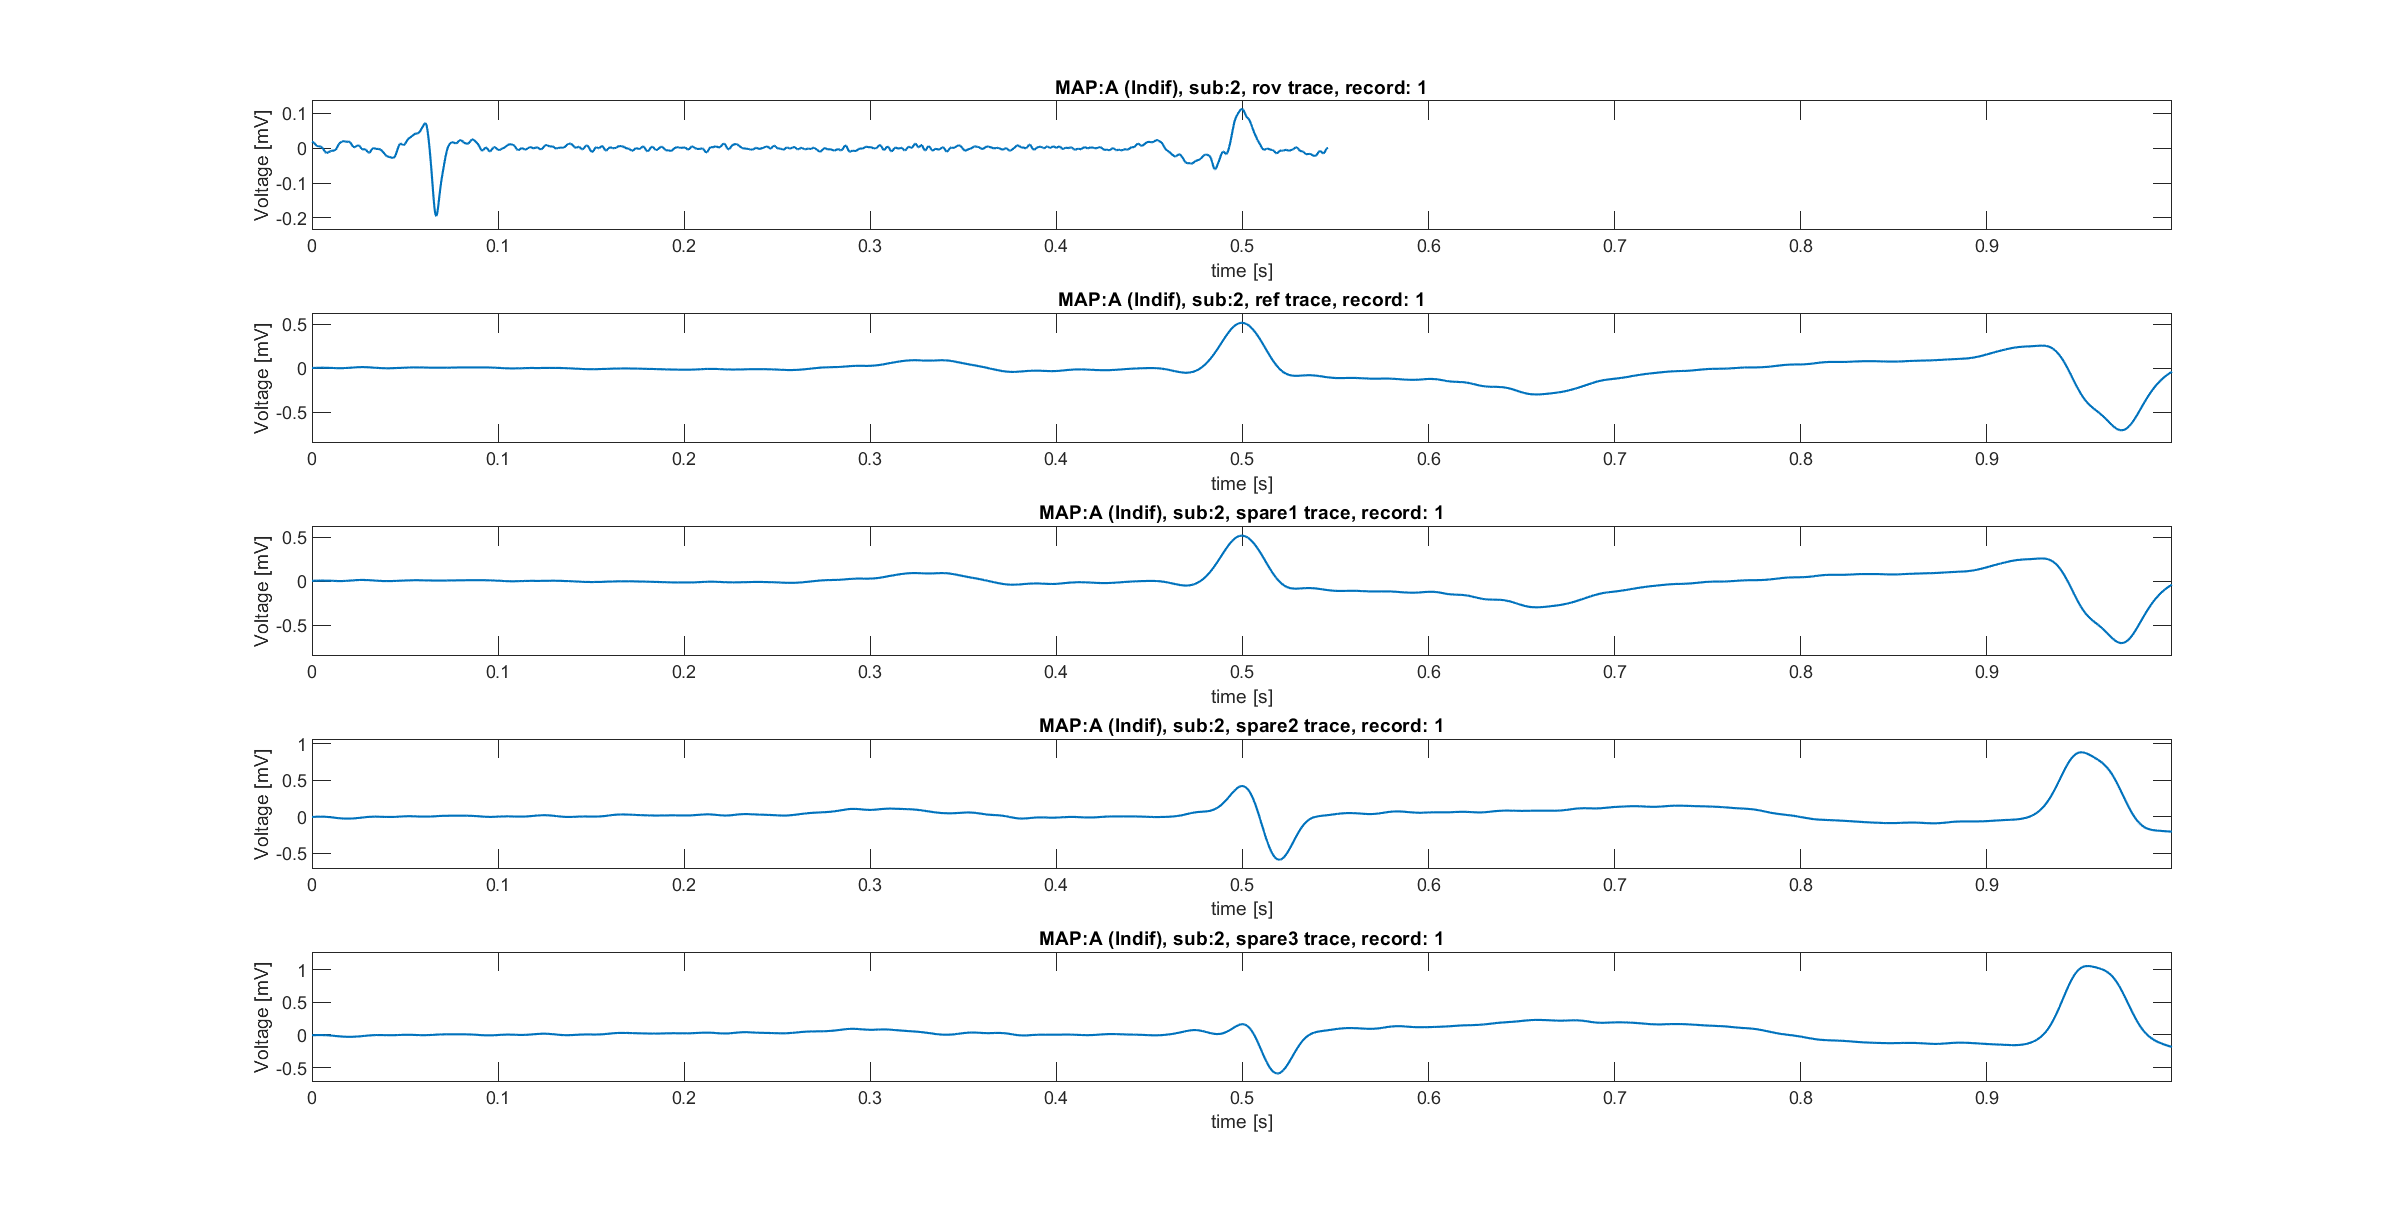 MAP:A (Indif), sub:2, rov trace, record: 1
Voltage [mV]
0.1
0
-0.1
-0.2
0 0.1 0.2 0.3 0.4 0.5 0.6 0.7 0.8 0.9
time [s]
MAP:A (Indif), sub:2, ref trace, record: 1
Voltage [mV]
0.5
0
-0.5
0 0.1 0.2 0.3 0.4 0.5 0.6 0.7 0.8 0.9
time [s]
MAP:A (Indif), sub:2, spare1 trace, record: 1
Voltage [mV]
0.5
0
-0.5
0 0.1 0.2 0.3 0.4 0.5 0.6 0.7 0.8 0.9
time [s]
MAP:A (Indif), sub:2, spare2 trace, record: 1
Voltage [mV]
1
0.5
0
-0.5
0 0.1 0.2 0.3 0.4 0.5 0.6 0.7 0.8 0.9
time [s]
MAP:A (Indif), sub:2, spare3 trace, record: 1
Voltage [mV]
1
0.5
0
-0.5
0 0.1 0.2 0.3 0.4 0.5 0.6 0.7 0.8 0.9
time [s]